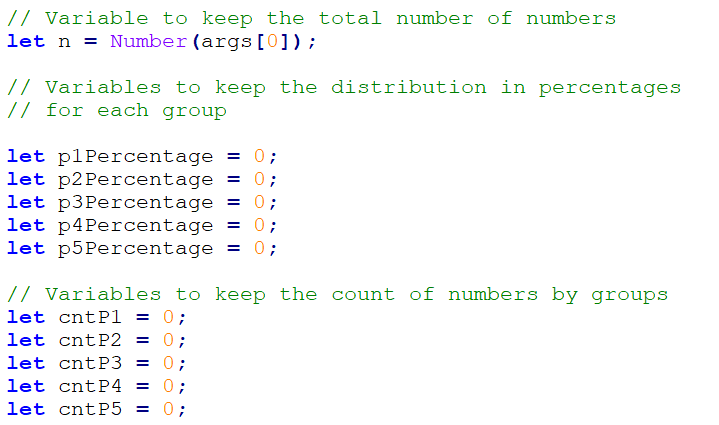 // Variable to keep the total number of numbers
let n = Number(args[0]);
// Variables to keep the distribution in percentages
// for each group
let p1Percentage = 0;
let p2Percentage = 0;
let p3Percentage = 0;
let p4Percentage = 0;
let p5Percentage = 0;
// Variables to keep the count of numbers by groups
let cntP1 = 0;
let cntP2 = 0;
let cntP3 = 0;
let cntP4 = 0;
let cntP5 = 0;